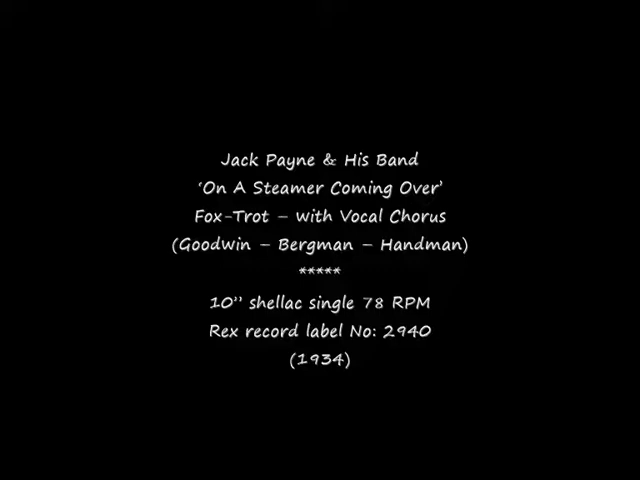 Jack Payne & His Band
‘On A Steamer Coming Over’
Fox-Trot – with Vocal Chorus
(Goodwin – Bergman – Handman)
*****
10” shellac single 78 RPM
Rex record label No: 2940
(1934)